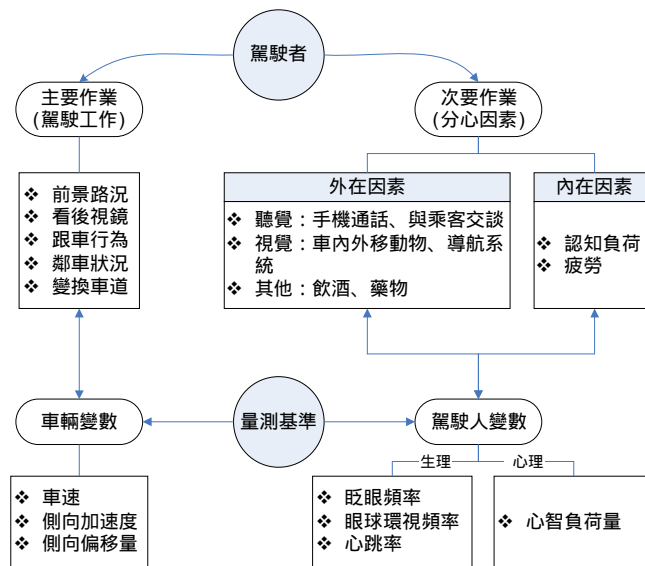 駕駛者
主要作業
(駕駛工作)
次要作業
(分心因素)
❖ 前景路況
❖ 看後視鏡
❖ 跟車行為
❖ 鄰車狀況
❖ 變換車道
外在因素
❖ 聽覺：手機通話、與乘客交談
❖ 視覺：車內外移動物、導航系
統
❖ 其他：飲酒、藥物
內在因素
❖ 認知負荷
❖ 疲勞
車輛變數
量測基準
駕駛人變數
生理
心理
❖ 車速
❖ 側向加速度
❖ 側向偏移量
❖ 眨眼頻率
❖ 眼球環視頻率
❖ 心跳率
❖ 心智負荷量